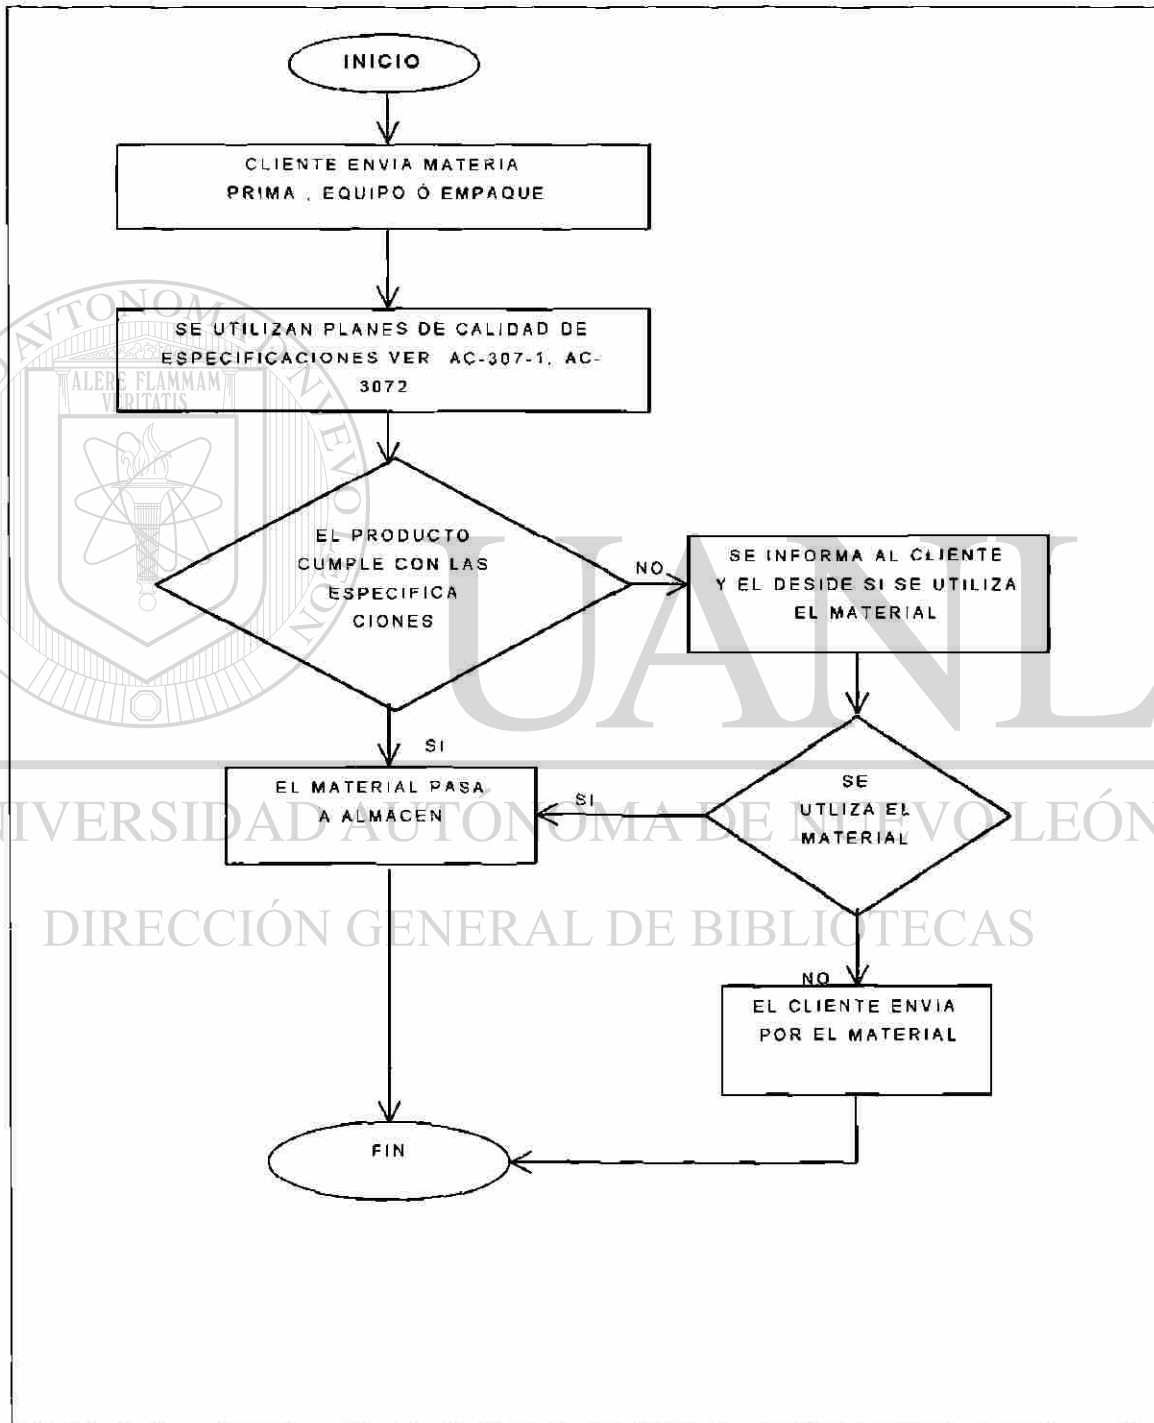 INICIO
CLIENTE ENVIA MATERIA
PRIMA , EQUIPO Ó EMPAQUE
SE UTILIZAN PLANES DE CALIDAD DE
ESPECIFICACIONES VER AC-307-1, AC-
3072
EL PRODUCTO
CUMPLE CON LAS
ESPECIFICA
CIONES
NO
SE INFORMA AL CLIENTE
Y EL DESIDE SI SE UTILIZA
EL MATERIAL
SI
EL MATERIAL PASA
A ALMACEN
SI
SE
UTLIZA EL
MATERIAL
NO
EL CLIENTE ENVIA
POR EL MATERIAL
FIN
ALERE FLAMMAM
VERITATIS
UANL
UNIVERSIDAD AUTÓNOMA DE NUEVO LEÓN
DIRECCIÓN GENERAL DE BIBLIOTECAS